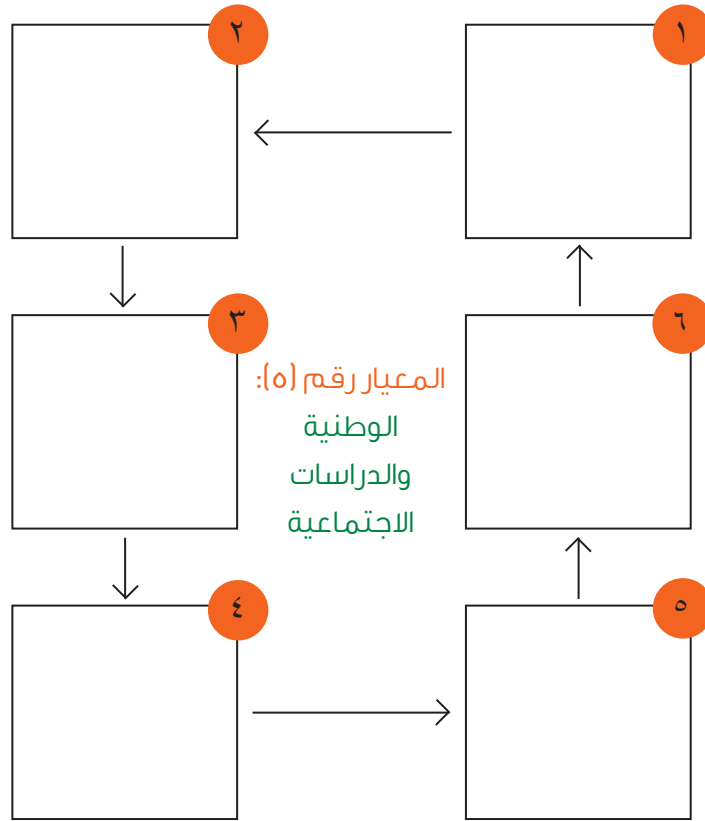 ١
٢
٣
٤
٥
٦
المعيار رقم (٥):
الوطنية
والدراسات
الاجتماعية